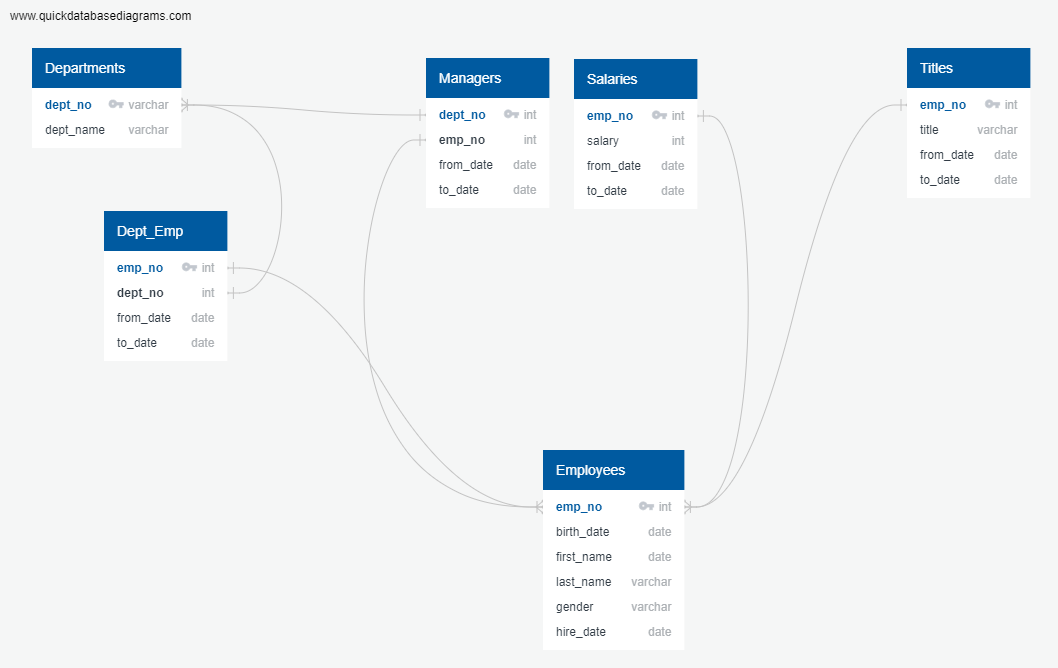 www.quickdatabasediagrams.com
Departments
dept_no varchar
dept_name varchar
Managers
dept_no int
emp_no int
from_date date
to_date date
Salaries
emp_no int
salary int
from_date date
to_date date
Titles
emp_no int
title varchar
from_date date
to_date date
Dept_Emp
emp_no int
dept_no int
from_date date
to_date date
Employees
emp_no int
birth_date date
first_name date
last_name varchar
gender varchar
hire_date date